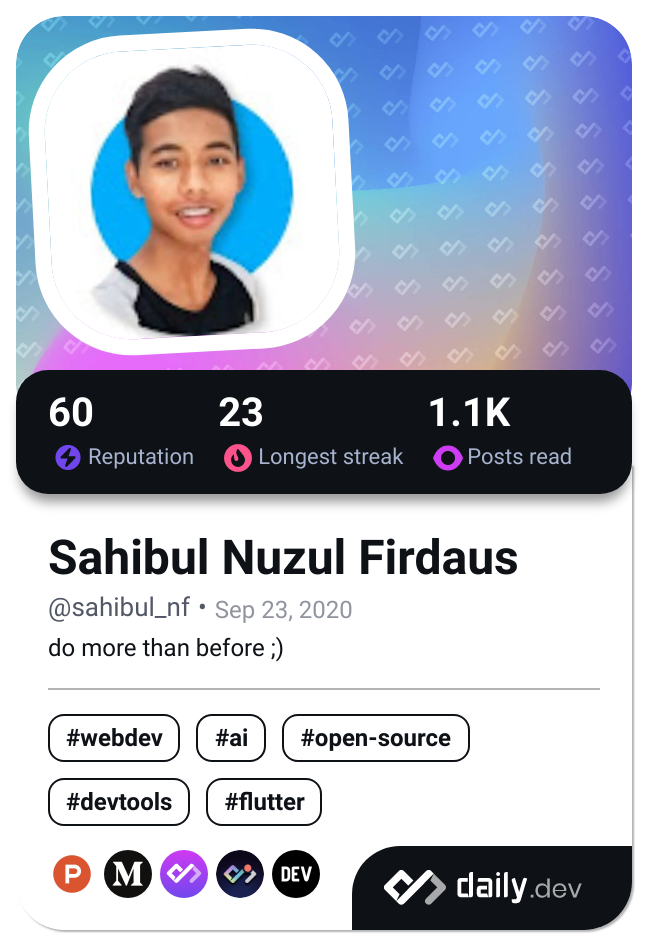 60 23 1.1K
Reputation Longest streak Posts read
Sahibul Nuzul Firdaus
@sahibul_nf • Sep 23, 2020
do more than before ;)
#webdev #ai #open-source
#devtools #flutter
P M DEV
daily.dev